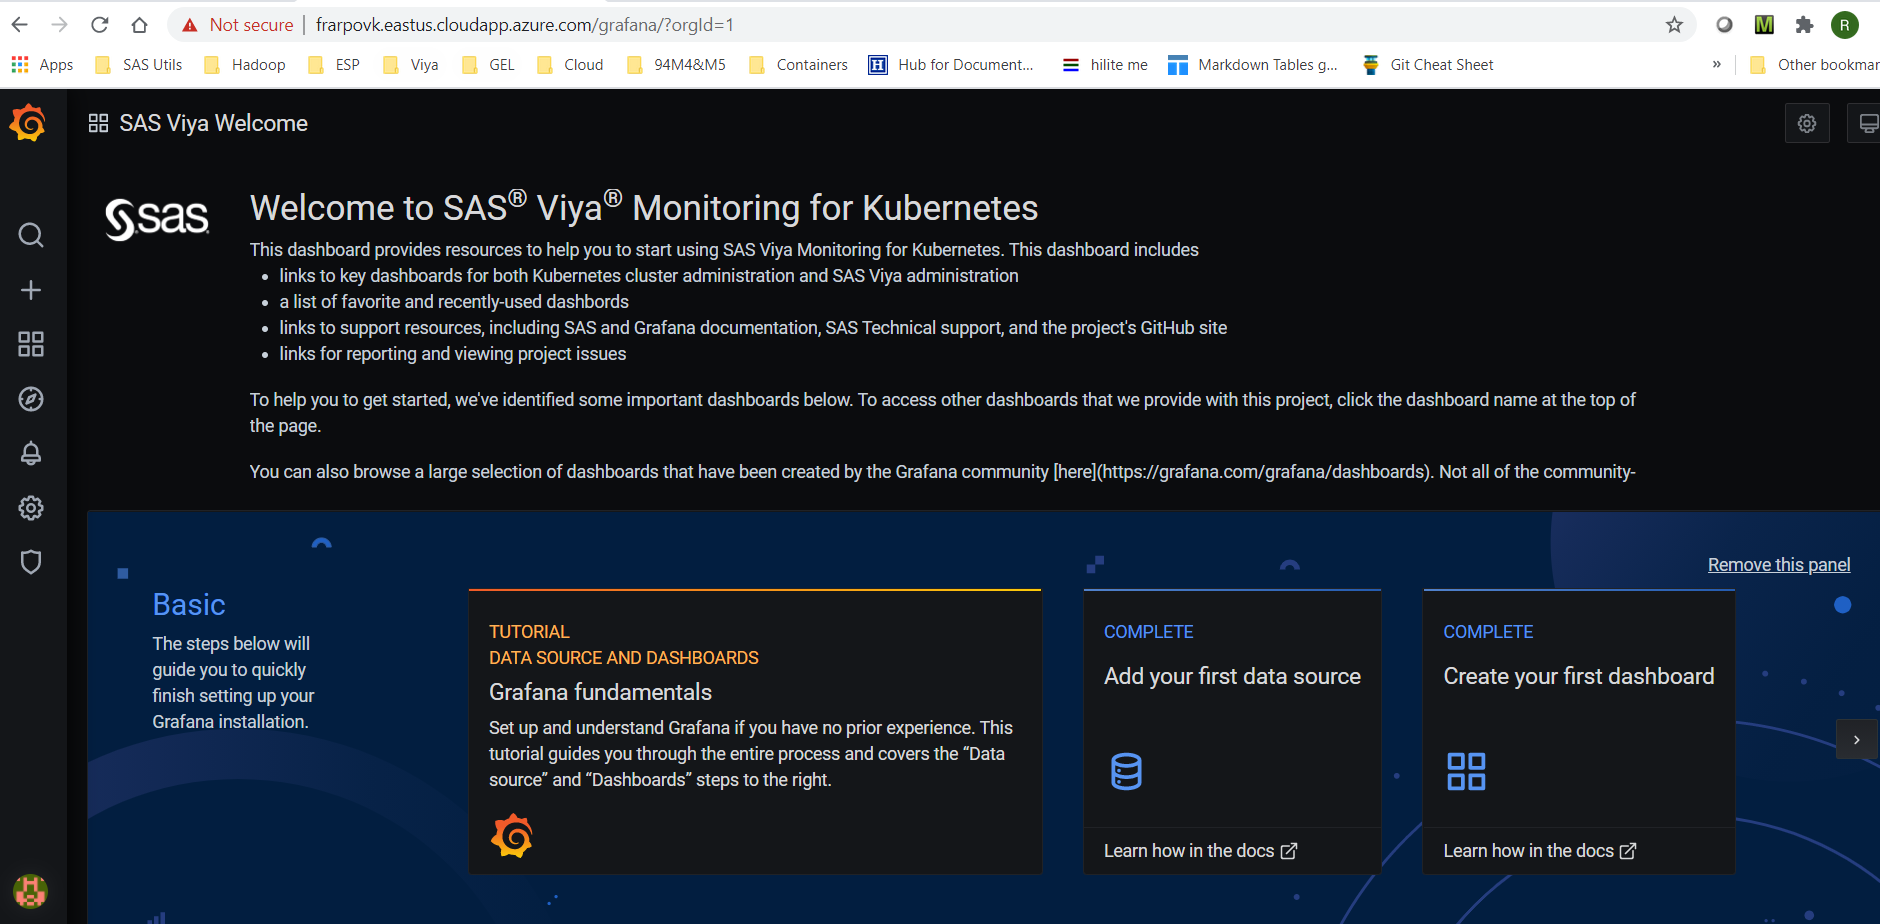 Not secure | frarpovk.eastus.cloudapp.azure.com/grafana/?orgId=1
R
Apps SAS Utils Hadoop ESP Viya GEL Cloud 94M4&M5 Containers Hub for Document... hilite me Markdown Tables g... Git Cheat Sheet » Other bookmar
SAS Viya Welcome
sas
Welcome to SAS® Viya® Monitoring for Kubernetes
This dashboard provides resources to help you to start using SAS Viya Monitoring for Kubernetes. This dashboard includes
• links to key dashboards for both Kubernetes cluster administration and SAS Viya administration
• a list of favorite and recently-used dashbords
• links to support resources, including SAS and Grafana documentation, SAS Technical support, and the project's GitHub site
• links for reporting and viewing project issues
To help you to get started, we've identified some important dashboards below. To access other dashboards that we provide with this project, click the dashboard name at the top of
the page.
You can also browse a large selection of dashboards that have been created by the Grafana community [here](https://grafana.com/grafana/dashboards). Not all of the community-
Remove this panel
Basic
The steps below will
guide you to quickly
finish setting up your
Grafana installation.
TUTORIAL
DATA SOURCE AND DASHBOARDS
Grafana fundamentals
Set up and understand Grafana if you have no prior experience. This
tutorial guides you through the entire process and covers the “Data
source” and “Dashboards” steps to the right.
COMPLETE
Add your first data source
Learn how in the docs
COMPLETE
Create your first dashboard
Learn how in the docs